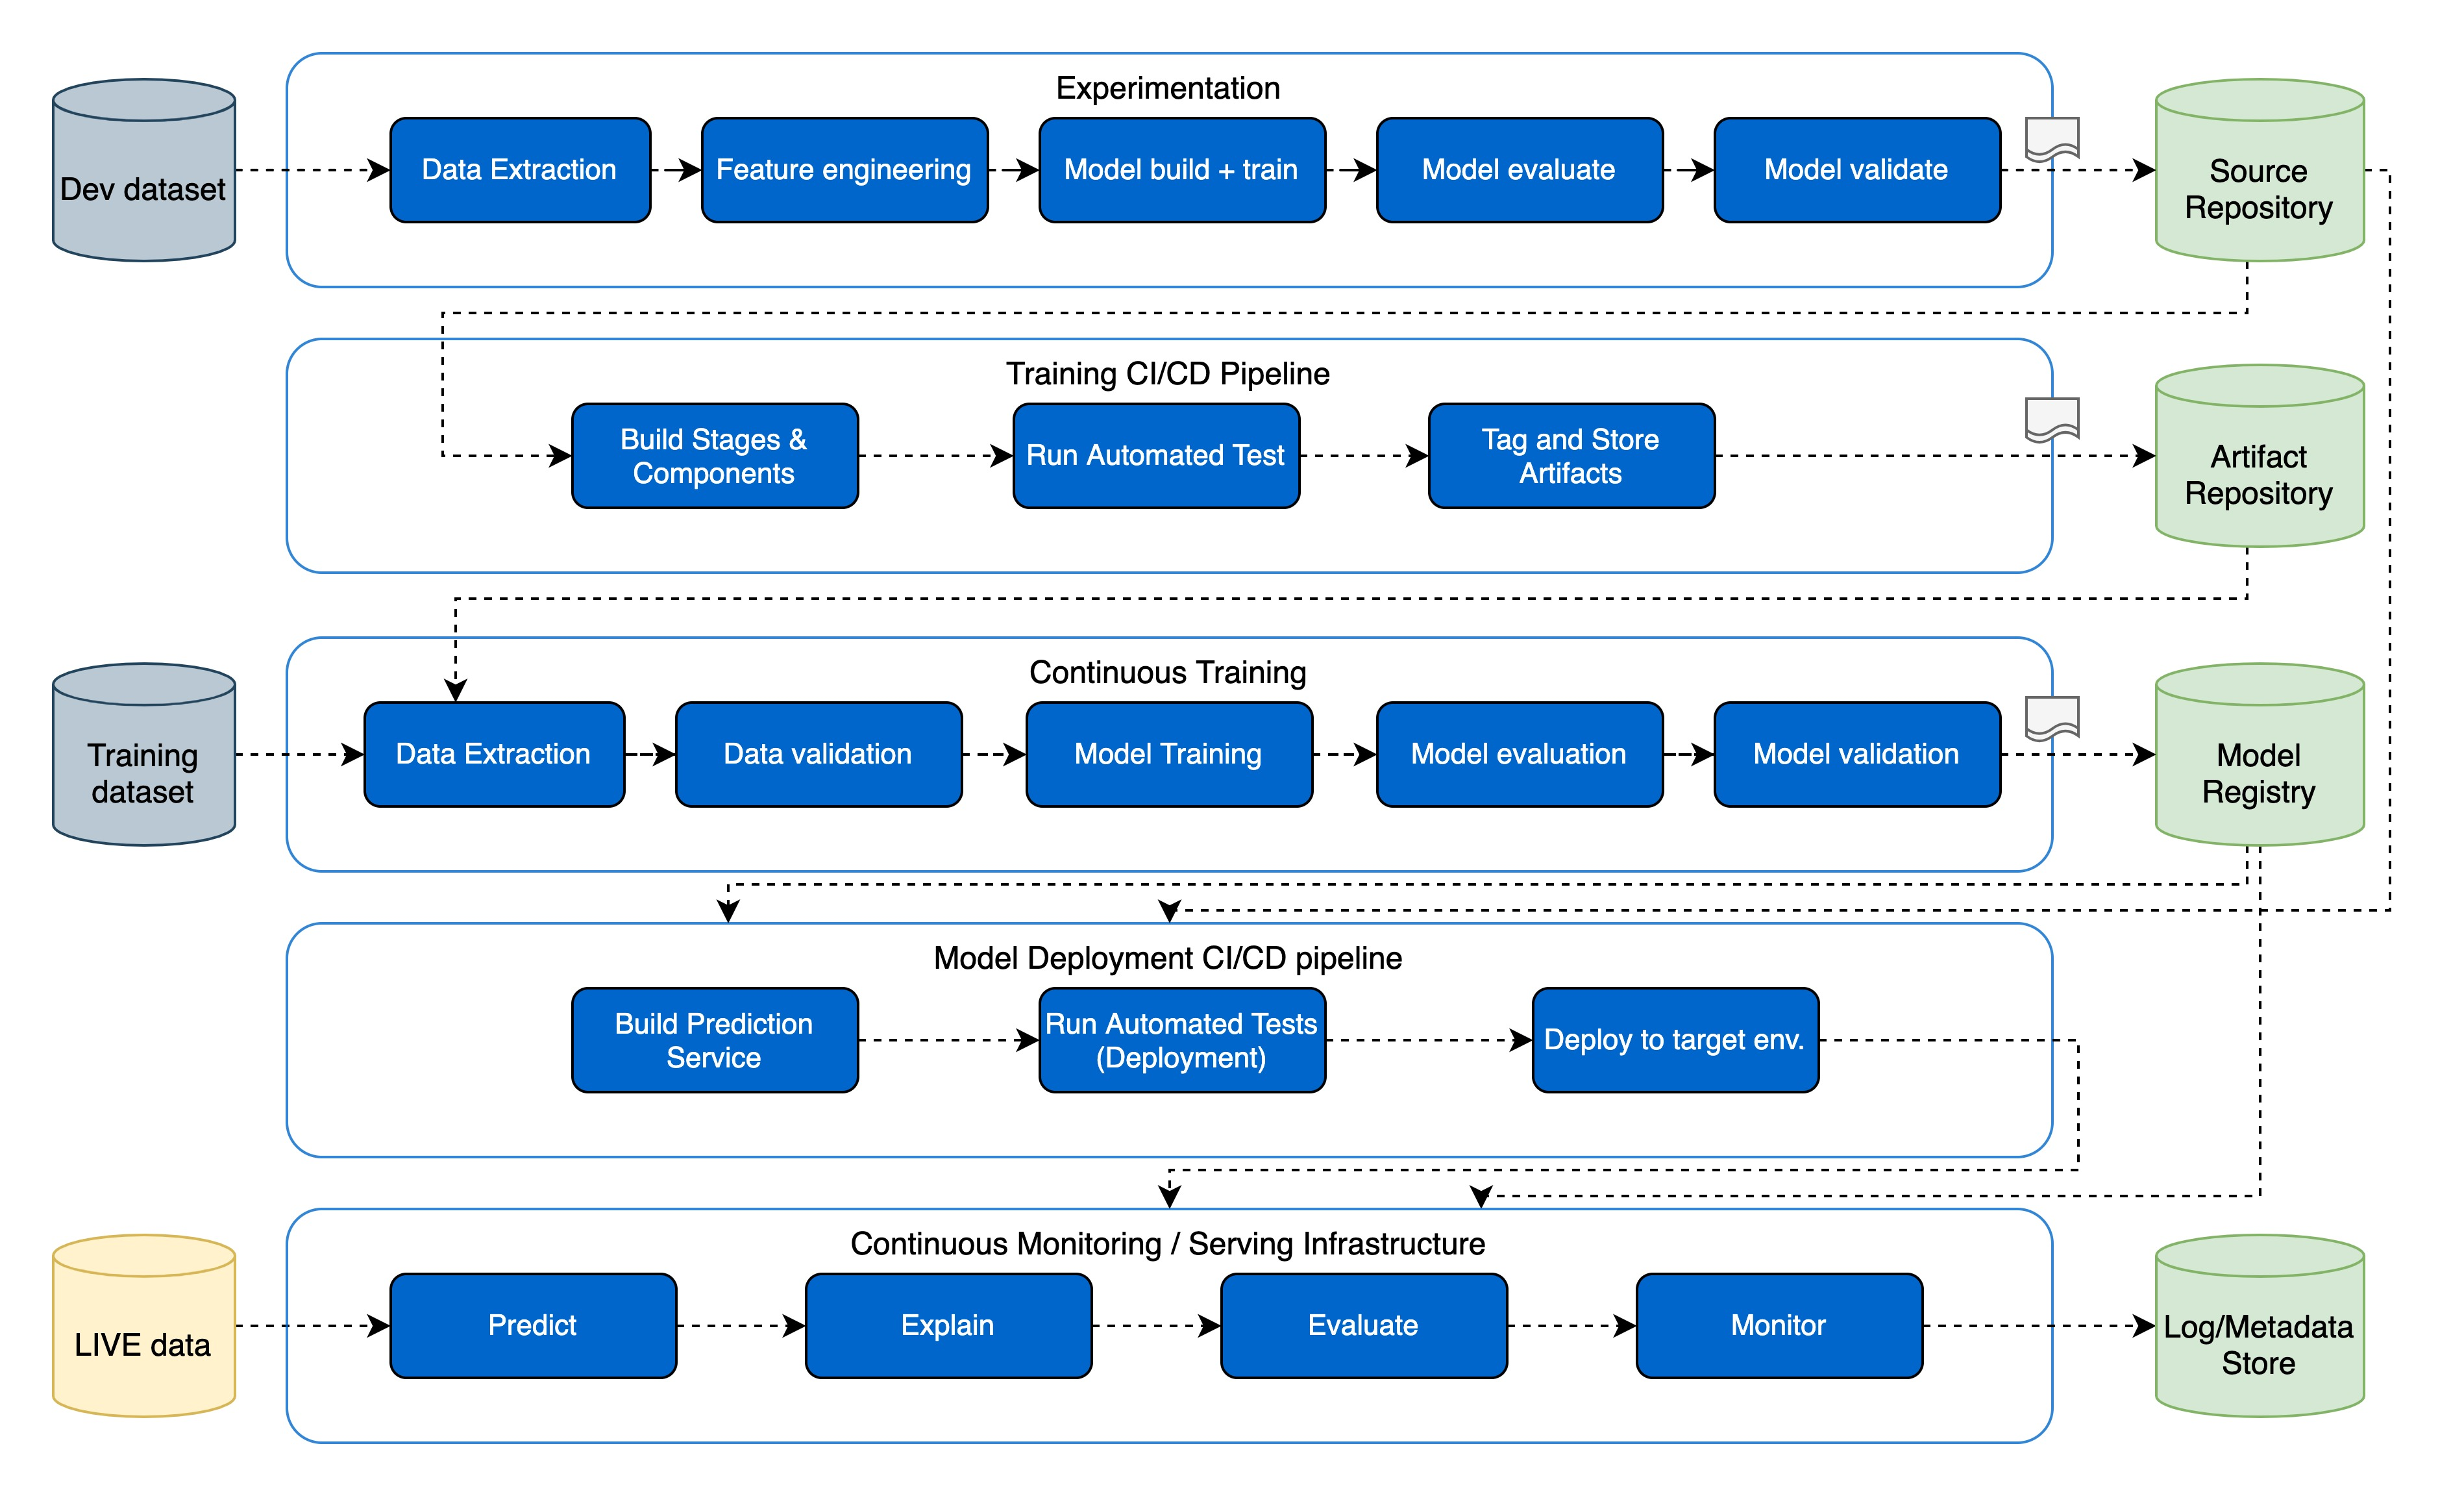 Experimentation
Dev dataset
Data Extraction
Feature engineering
Model build + train
Model evaluate
Model validate
Source
Repository
Training CI/CD Pipeline
Build Stages &
Components
Run Automated Test
Tag and Store
Artifacts
Artifact
Repository
Continuous Training
Training
dataset
Data Extraction
Data validation
Model Training
Model evaluation
Model validation
Model
Registry
Model Deployment CI/CD pipeline
Build Prediction
Service
Run Automated Tests
(Deployment)
Deploy to target env.
Continuous Monitoring / Serving Infrastructure
LIVE data
Predict
Explain
Evaluate
Monitor
Log/Metadata
Store